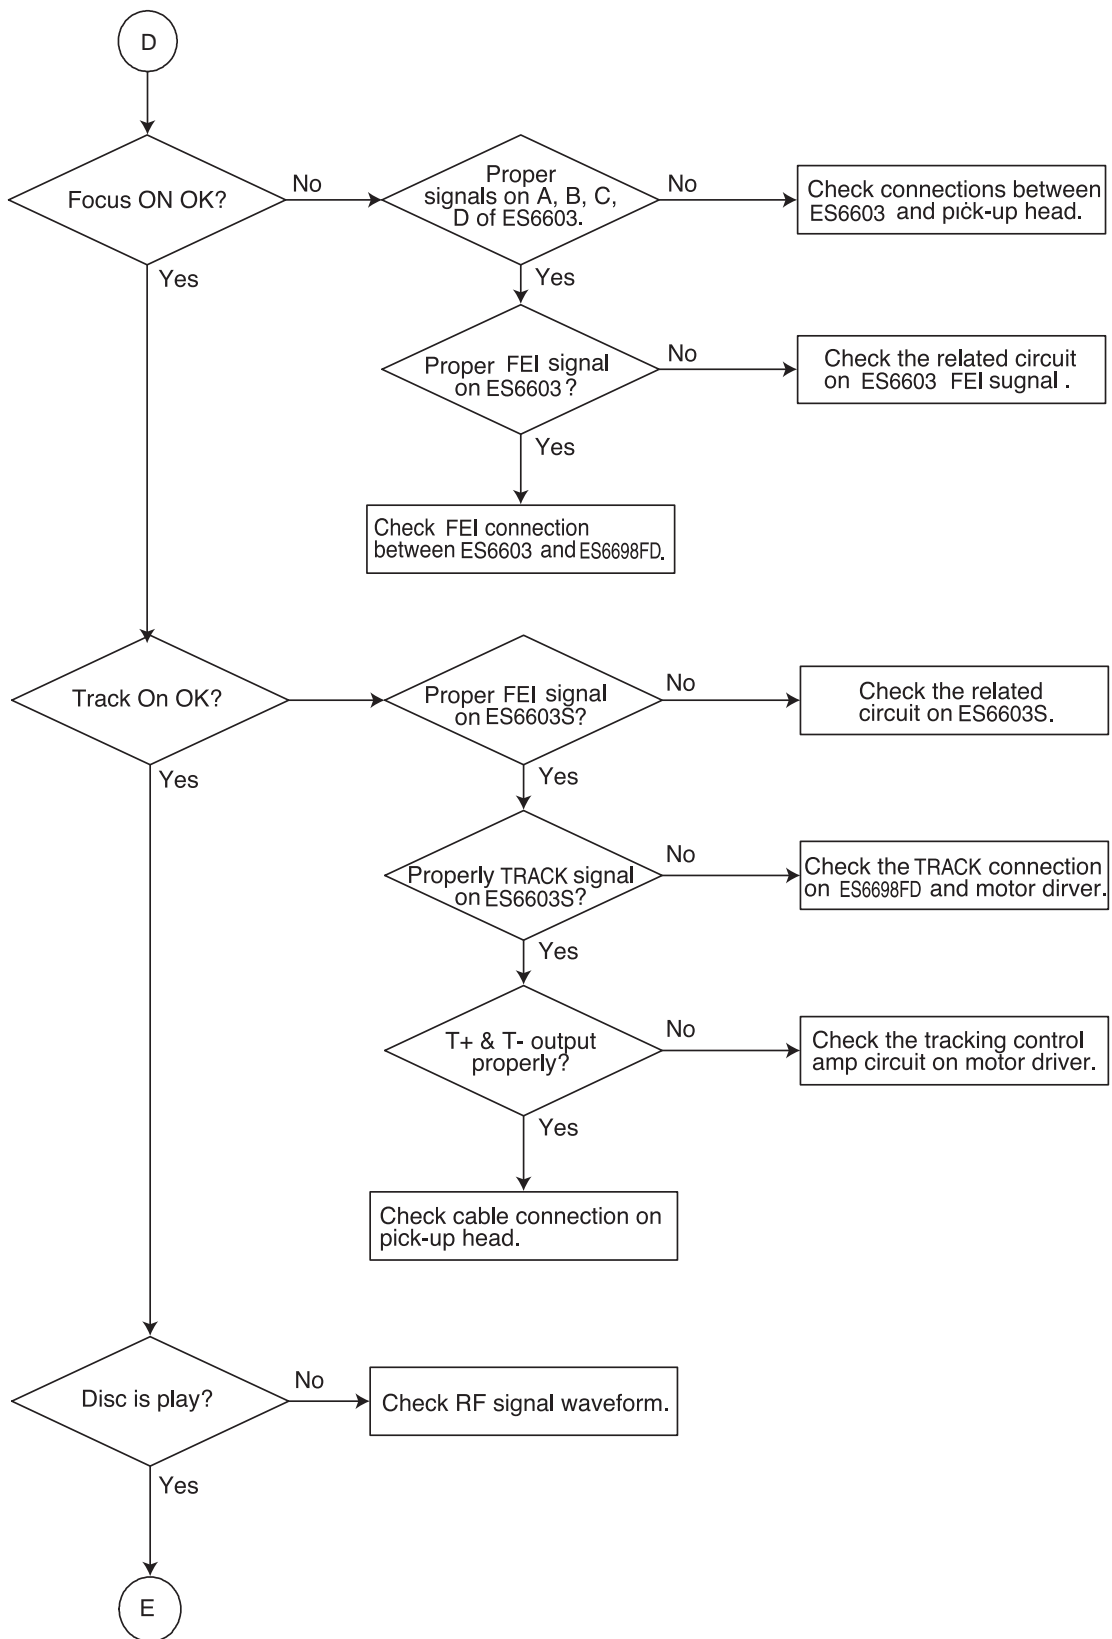 D
Focus ON OK?
No
Proper
signals on A, B, C,
D of ES6603.
No
Check connections between
ES6603 and pick-up head.
Yes
Yes
Proper FEI signal
on ES6603?
No
Check the related circuit
on ES6603 FEI sugnal .
Yes
Check FEI connection
between ES6603 and ES6698FD.
Track On OK?
Proper FEI signal
on ES6603S?
No
Check the related
circuit on ES6603S.
Yes
Yes
Properly TRACK signal
on ES6603S?
No
Check the TRACK connection
on ES6698FD and motor dirver.
Yes
T+ & T- output
properly?
No
Check the tracking control
amp circuit on motor driver.
Yes
Check cable connection on
pick-up head.
Disc is play?
No
Check RF signal waveform.
Yes
E